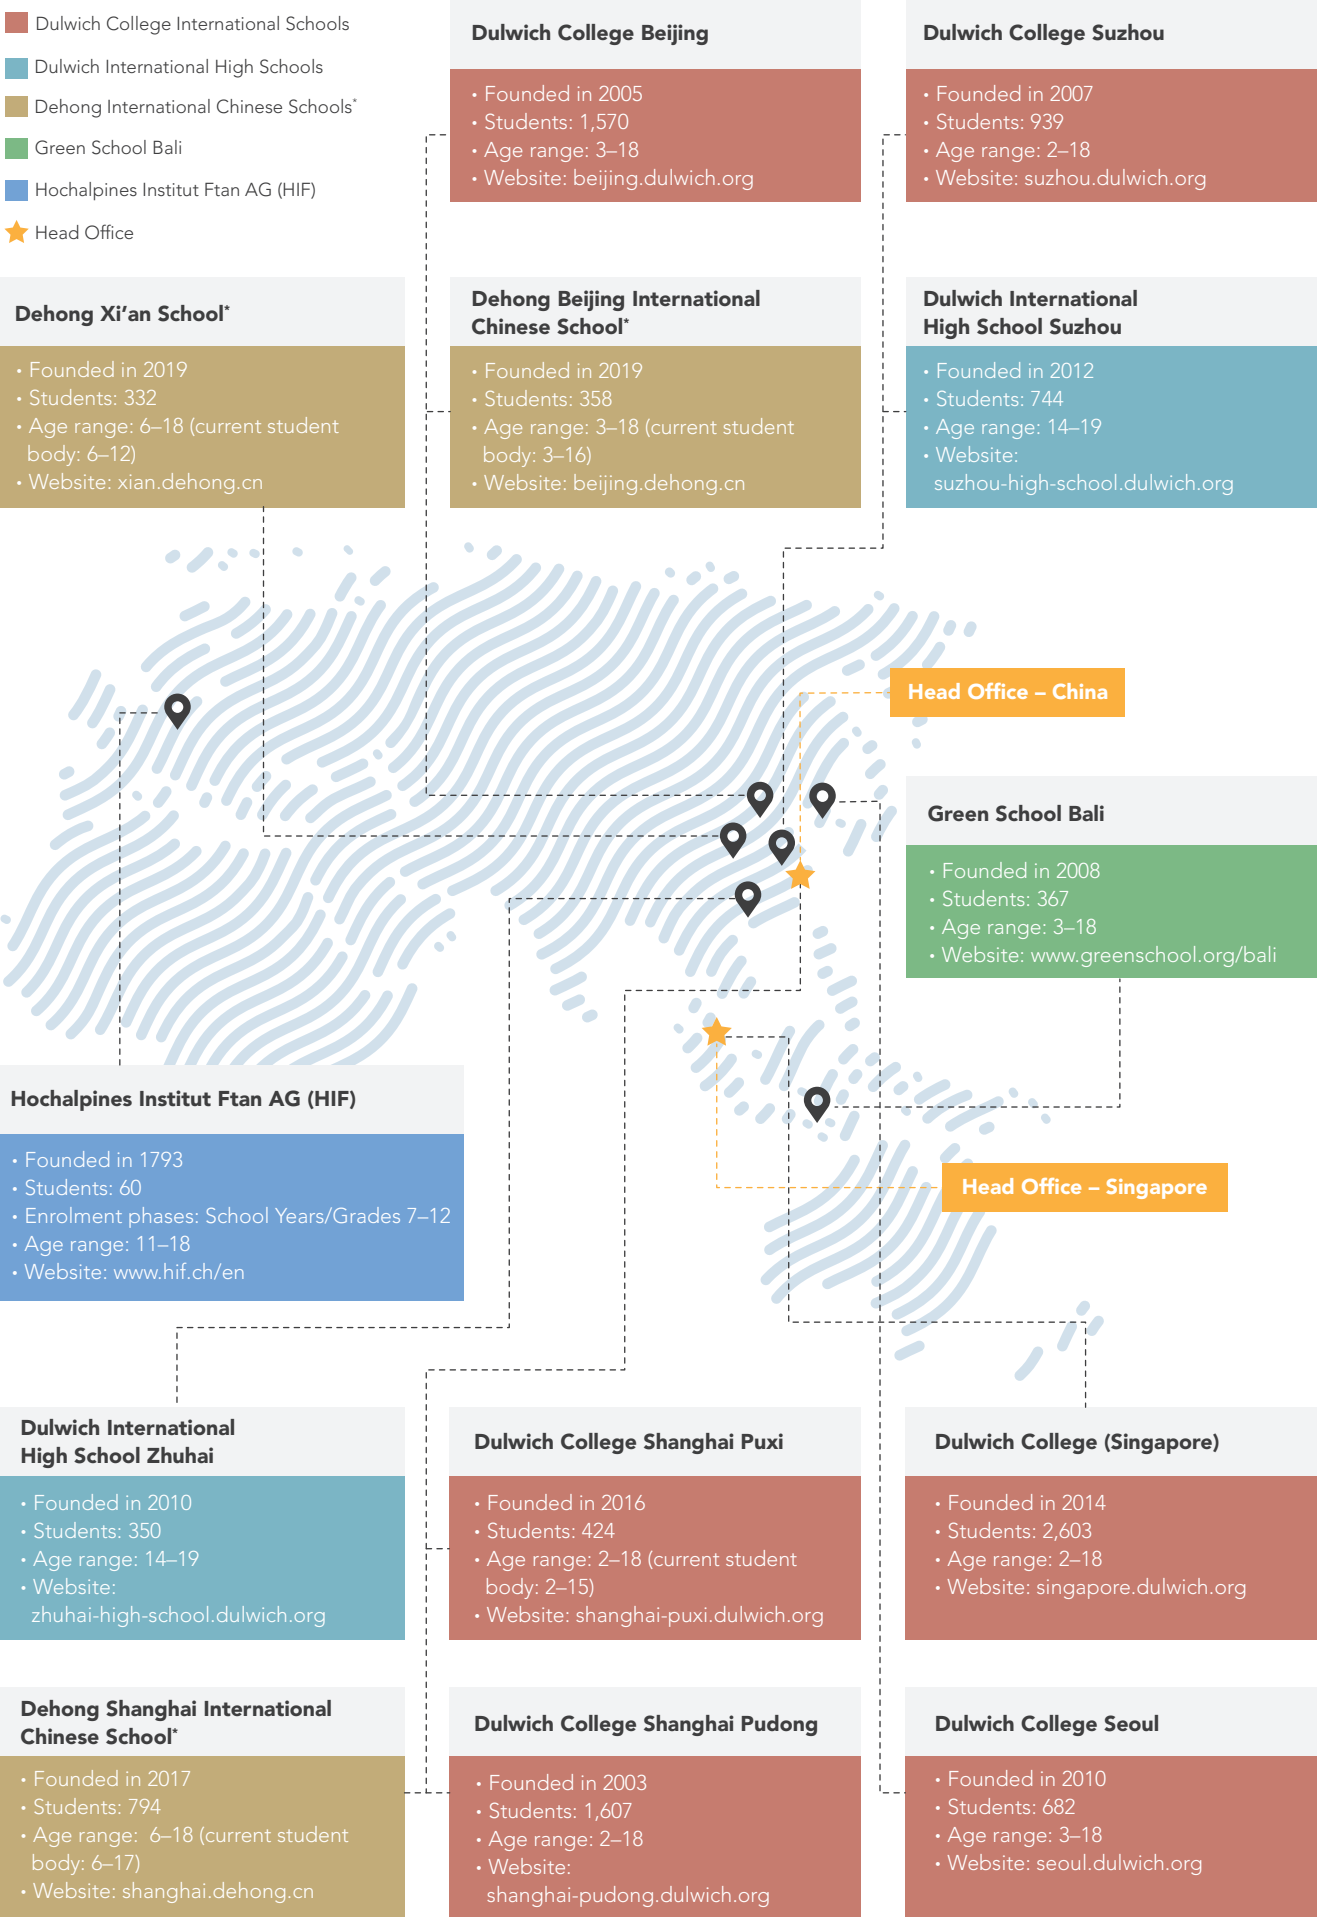 Dulwich College International Schools
Dulwich International High Schools
Dehong International Chinese Schools*
Green School Bali
Hochalpines Institut Ftan AG (HIF)
Head Office
Dulwich College Beijing
• Founded in 2005
• Students: 1,570
• Age range: 3–18
• Website: beijing.dulwich.org
Dulwich College Suzhou
• Founded in 2007
• Students: 939
• Age range: 2–18
• Website: suzhou.dulwich.org
Dehong Xi’an School*
• Founded in 2019
• Students: 332
• Age range: 6–18 (current student
body: 6–12)
• Website: xian.dehong.cn
Dehong Beijing International
Chinese School*
• Founded in 2019
• Students: 358
• Age range: 3–18 (current student
body: 3–16)
• Website: beijing.dehong.cn
Dulwich International
High School Suzhou
• Founded in 2012
• Students: 744
• Age range: 14–19
• Website:
suzhou-high-school.dulwich.org
Head Office – China
Green School Bali
• Founded in 2008
• Students: 367
• Age range: 3–18
• Website: www.greenschool.org/bali
Hochalpines Institut Ftan AG (HIF)
• Founded in 1793
• Students: 60
• Enrolment phases: School Years/Grades 7–12
• Age range: 11–18
• Website: www.hif.ch/en
Head Office – Singapore
Dulwich International
High School Zhuhai
• Founded in 2010
• Students: 350
• Age range: 14–19
• Website:
zhuhai-high-school.dulwich.org
Dulwich College Shanghai Puxi
• Founded in 2016
• Students: 424
• Age range: 2–18 (current student
body: 2–15)
• Website: shanghai-puxi.dulwich.org
Dulwich College (Singapore)
• Founded in 2014
• Students: 2,603
• Age range: 2–18
• Website: singapore.dulwich.org
Dehong Shanghai International
Chinese School*
• Founded in 2017
• Students: 794
• Age range: 6–18 (current student
body: 6–17)
• Website: shanghai.dehong.cn
Dulwich College Shanghai Pudong
• Founded in 2003
• Students: 1,607
• Age range: 2–18
• Website:
shanghai-pudong.dulwich.org
Dulwich College Seoul
• Founded in 2010
• Students: 682
• Age range: 3–18
• Website: seoul.dulwich.org